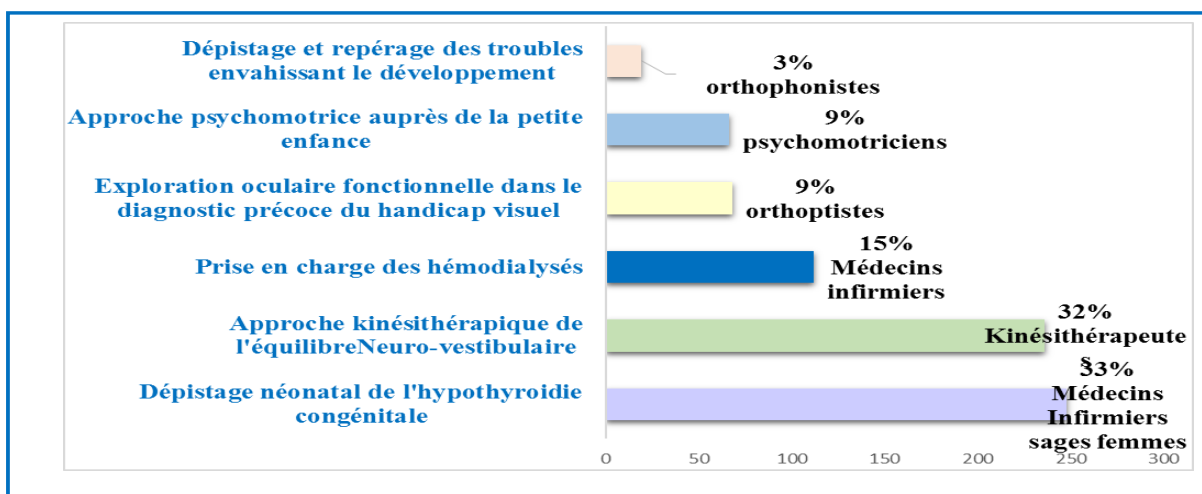 Dépistage et repérage des troubles
envahissant le développement
3%
orthophonistes
Approche psychomotrice auprès de la petite
enfance
9%
psychomotriciens
Exploration oculaire fonctionnelle dans le
diagnostic précoce du handicap visuel
9%
orthoptistes
Prise en charge des hémodialysés
15%
Médecins
infirmiers
Approche kinésithérapique de
l'équilibreNeuro-vestibulaire
32%
Kinésithérapeute
s
Dépistage néonatal de l'hypothyroidie
congénitale
33%
Médecins
Infirmiers
sages femmes
0 50 100 150 200 250 300